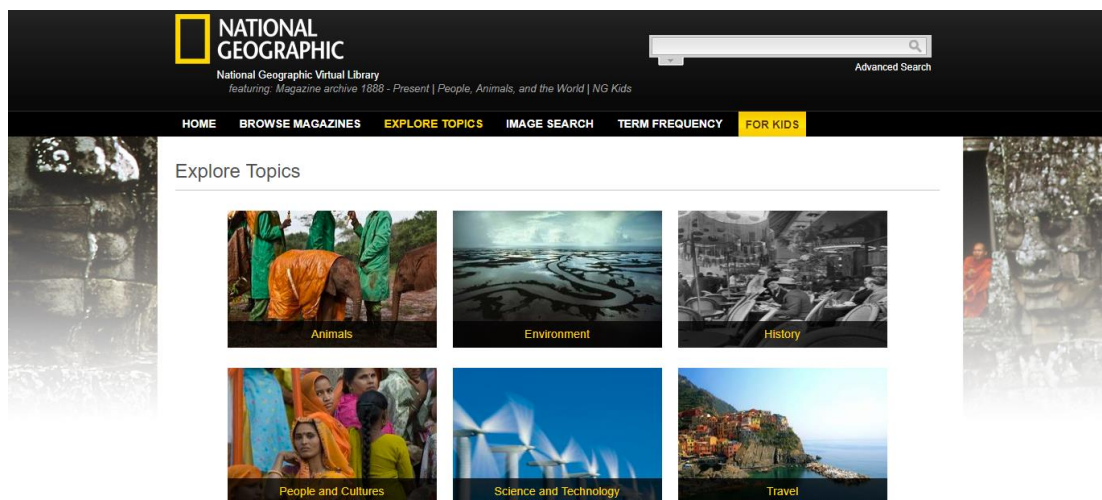 NATIONAL
GEOGRAPHIC
National Geographic Virtual Library
featuring: Magazine archive 1888 - Present | People, Animals, and the World | NG Kids
Advanced Search
HOME BROWSE MAGAZINES EXPLORE TOPICS IMAGE SEARCH TERM FREQUENCY FOR KIDS
Explore Topics
Animals Environment History
People and Cultures Science and Technology Travel